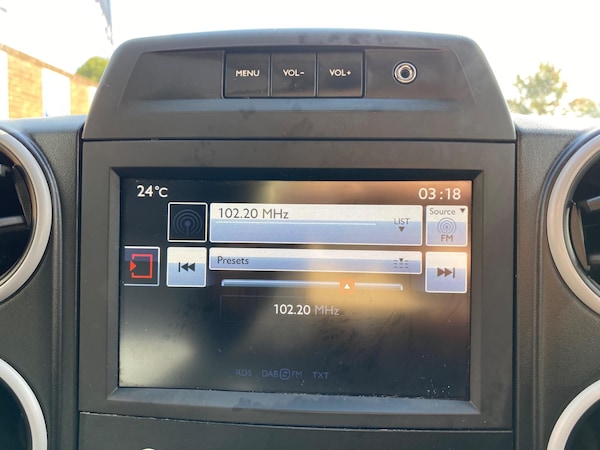 MENU VOL- VOL+
24°C 03:18
102.20 MHz LIST Source
FM
Presets
102.20 MHz
RDS DAB FM TXT